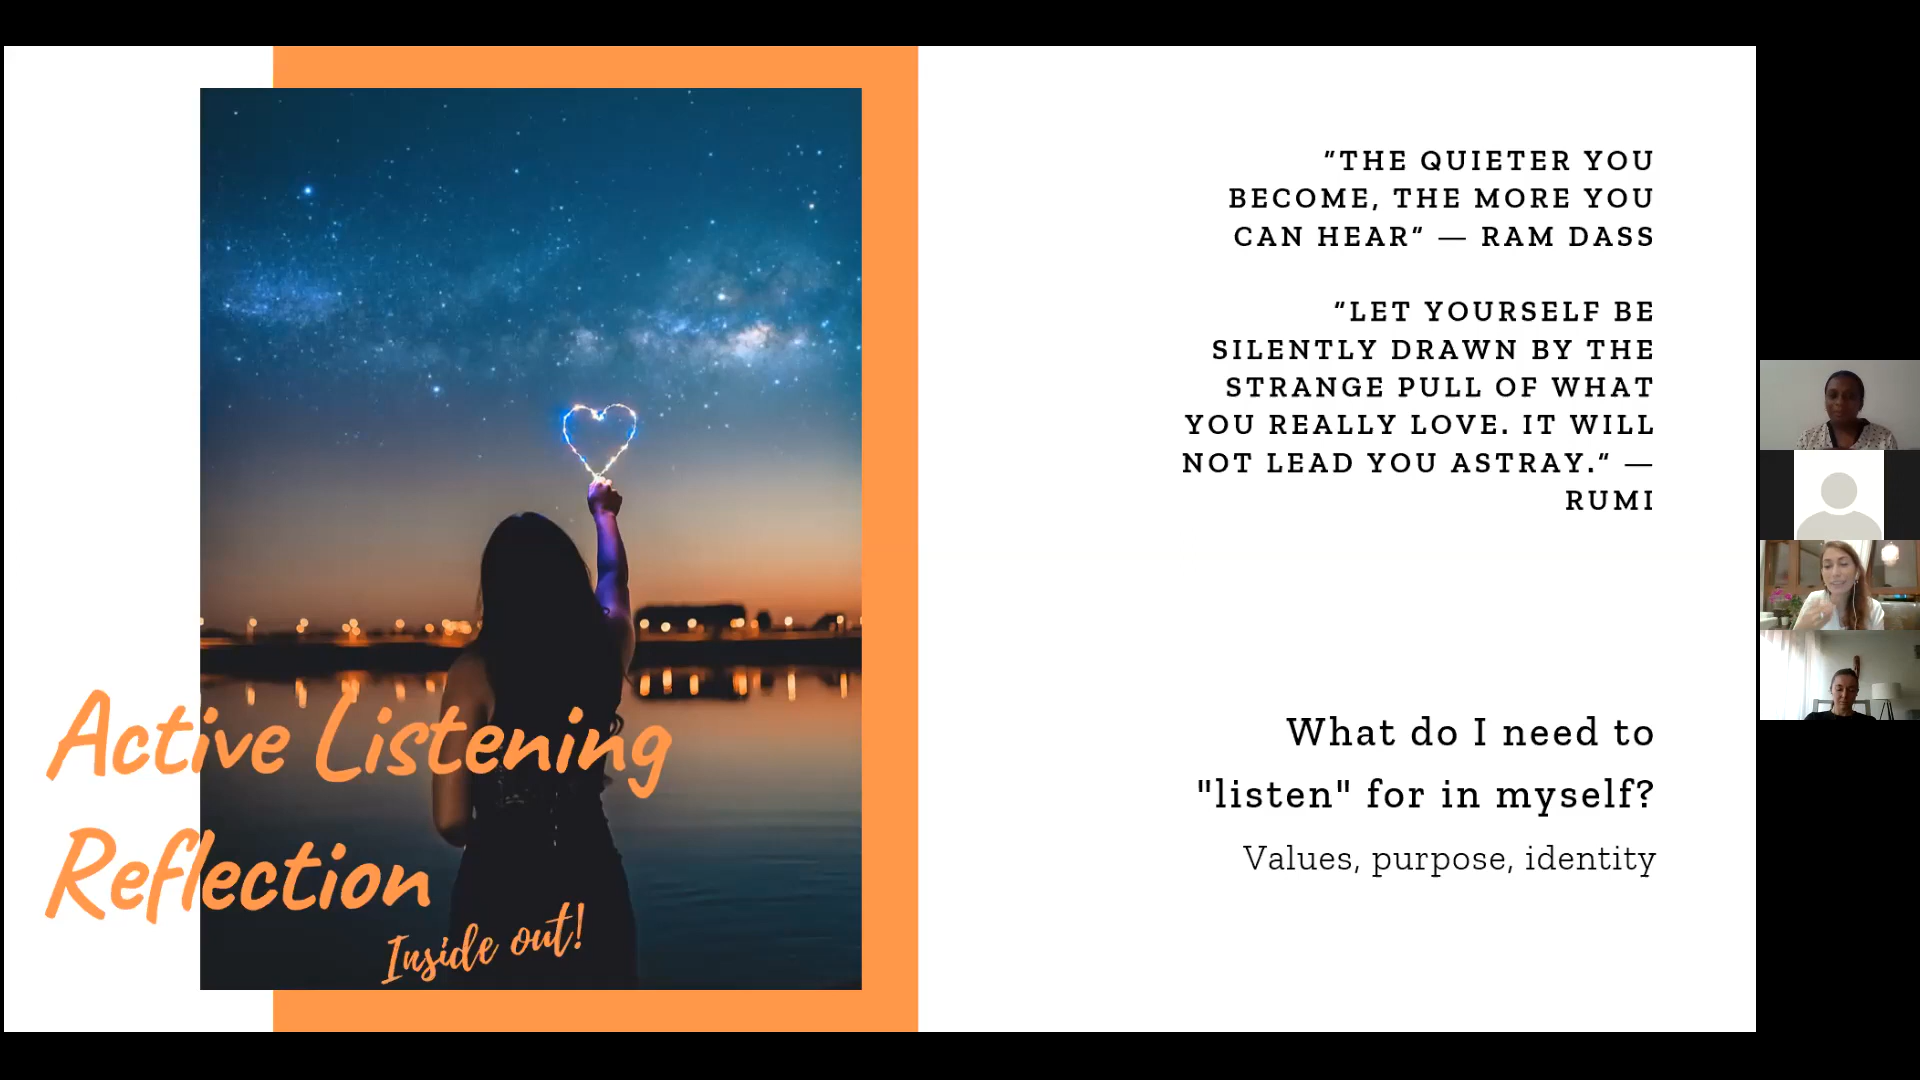 Active Listening
Reflection
Inside out!
"THE QUIETER YOU
BECOME, THE MORE YOU
CAN HEAR" — RAM DASS
"LET YOURSELF BE
SILENTLY DRAWN BY THE
STRANGE PULL OF WHAT
YOU REALLY LOVE. IT WILL
NOT LEAD YOU ASTRAY." —
RUMI
What do I need to
"listen" for in myself?
Values, purpose, identity